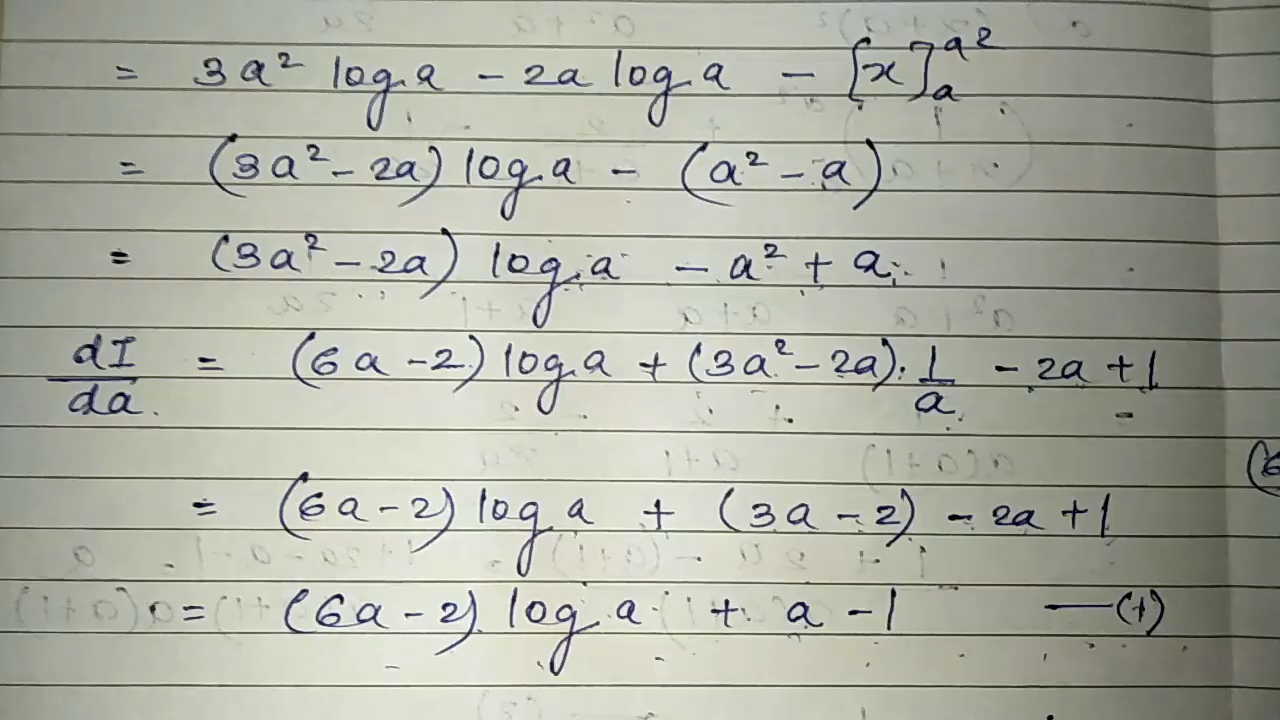 = 3a² log a - 2a log a - [x]ₐᵃ²
= (3a² - 2a) log a - (a² - a)
= (3a² - 2a) log a - a² + a
dI/da = (6a - 2) log a + (3a² - 2a) · 1/a - 2a + 1
= (6a - 2) log a + (3a - 2) - 2a + 1
= (6a - 2) log a + a - 1 —(1)